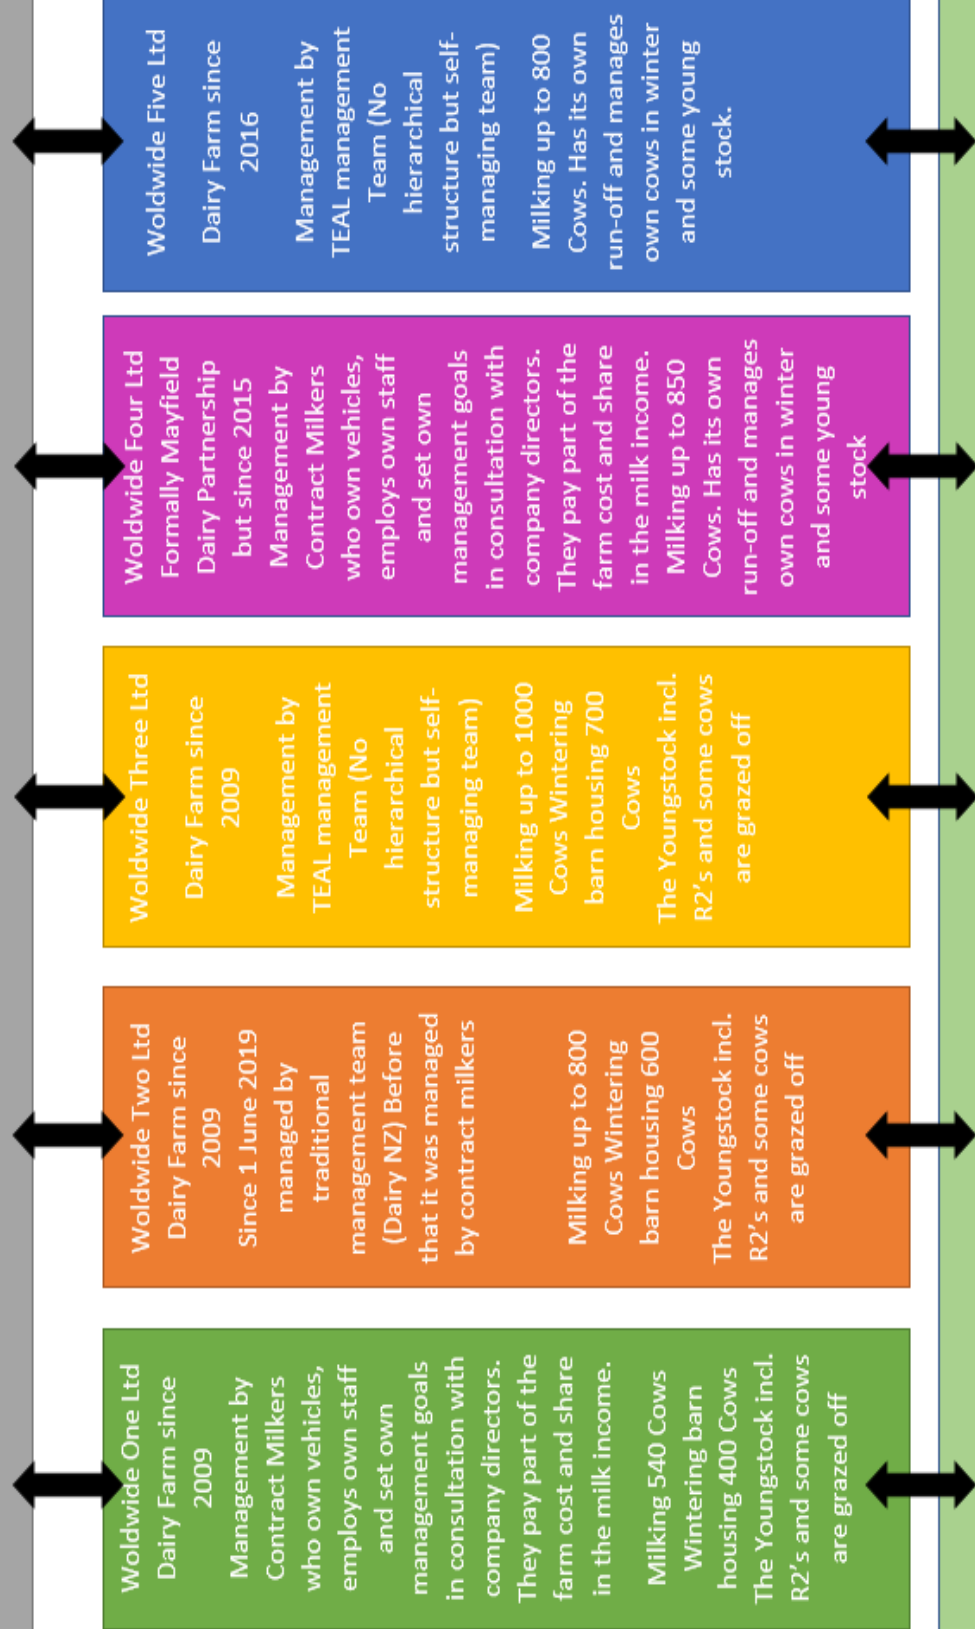 Woldwide One Ltd
Dairy Farm since
2009
Management by
Contract Milkers
who own vehicles,
employs own staff
and set own
management goals
in consultation with
company directors.
They pay part of the
farm cost and share
in the milk income.
Milking 540 Cows
Wintering barn
housing 400 Cows
The Youngstock incl.
R2's and some cows
are grazed off
Woldwide Two Ltd
Dairy Farm since
2009
Since 1 June 2019
managed by
traditional
management team
(Dairy NZ) Before
that it was managed
by contract milkers
Milking up to 800
Cows Wintering
barn housing 600
Cows
The Youngstock incl.
R2's and some cows
are grazed off
Woldwide Three Ltd
Dairy Farm since
2009
Management by
TEAL management
Team (No
hierarchical
structure but self-
managing team)
Milking up to 1000
Cows Wintering
barn housing 700
Cows
The Youngstock incl.
R2's and some cows
are grazed off
Woldwide Four Ltd
Formally Mayfield
Dairy Partnership
but since 2015
Management by
Contract Milkers
who own vehicles,
employs own staff
and set own
management goals
in consultation with
company directors.
They pay part of the
farm cost and share
in the milk income.
Milking up to 850
Cows. Has its own
run-off and manages
own cows in winter
and some young
stock
Woldwide Five Ltd
Dairy Farm since
2016
Management by
TEAL management
Team (No
hierarchical
structure but self-
managing team)
Milking up to 800
Cows. Has its own
run-off and manages
own cows in winter
and some young
stock.